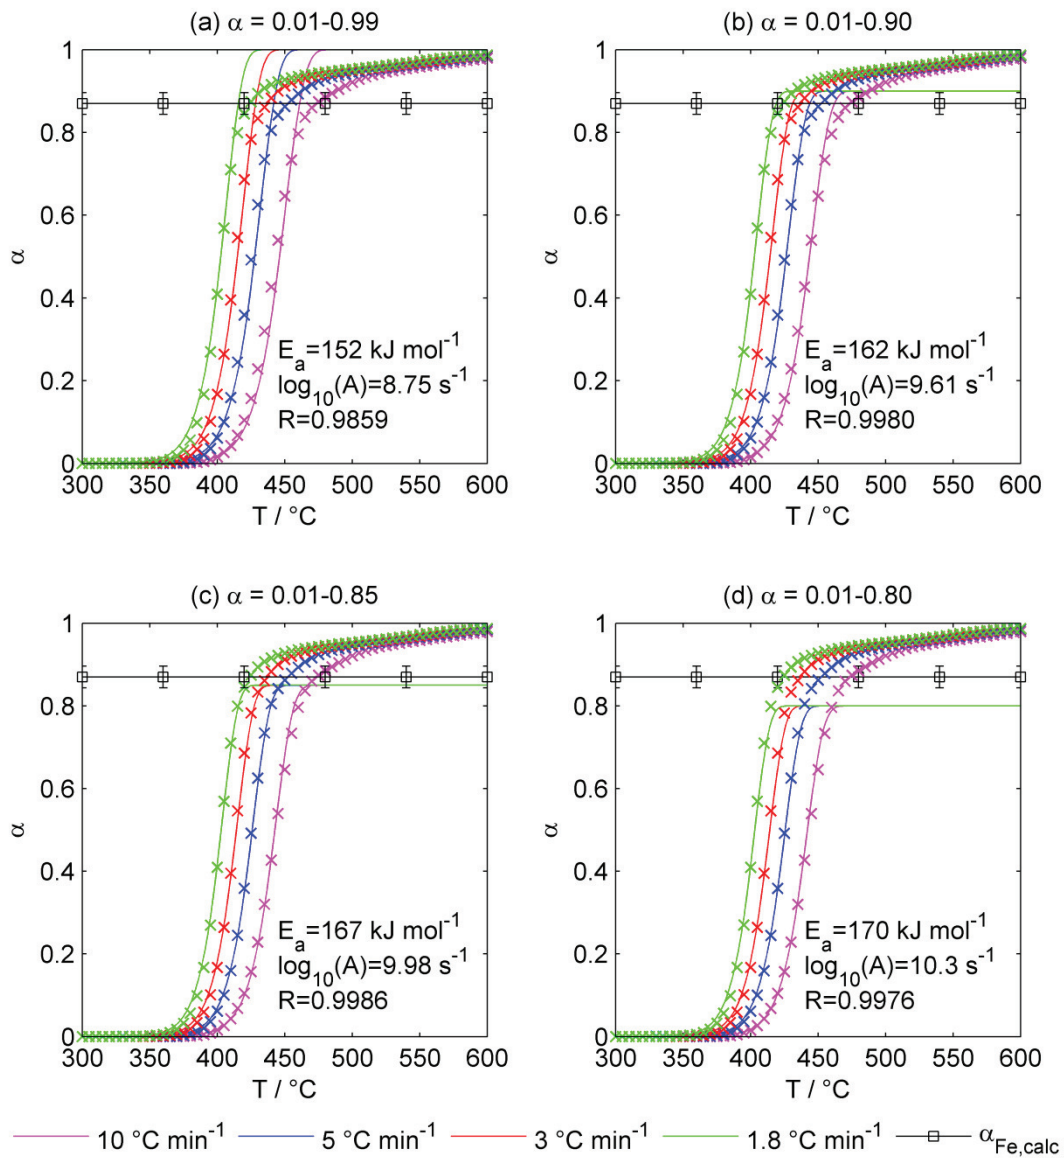 (a) α = 0.01-0.99
1
0.8
0.6
0.4
0.2
0
α
E_a=152 kJ mol⁻¹
log₁₀(A)=8.75 s⁻¹
R=0.9859
300 350 400 450 500 550 600
T / °C
(b) α = 0.01-0.90
1
0.8
0.6
0.4
0.2
0
α
E_a=162 kJ mol⁻¹
log₁₀(A)=9.61 s⁻¹
R=0.9980
300 350 400 450 500 550 600
T / °C
(c) α = 0.01-0.85
1
0.8
0.6
0.4
0.2
0
α
E_a=167 kJ mol⁻¹
log₁₀(A)=9.98 s⁻¹
R=0.9986
300 350 400 450 500 550 600
T / °C
(d) α = 0.01-0.80
1
0.8
0.6
0.4
0.2
0
α
E_a=170 kJ mol⁻¹
log₁₀(A)=10.3 s⁻¹
R=0.9976
300 350 400 450 500 550 600
T / °C
10 °C min⁻¹ 5 °C min⁻¹ 3 °C min⁻¹ 1.8 °C min⁻¹ α_Fe,calc